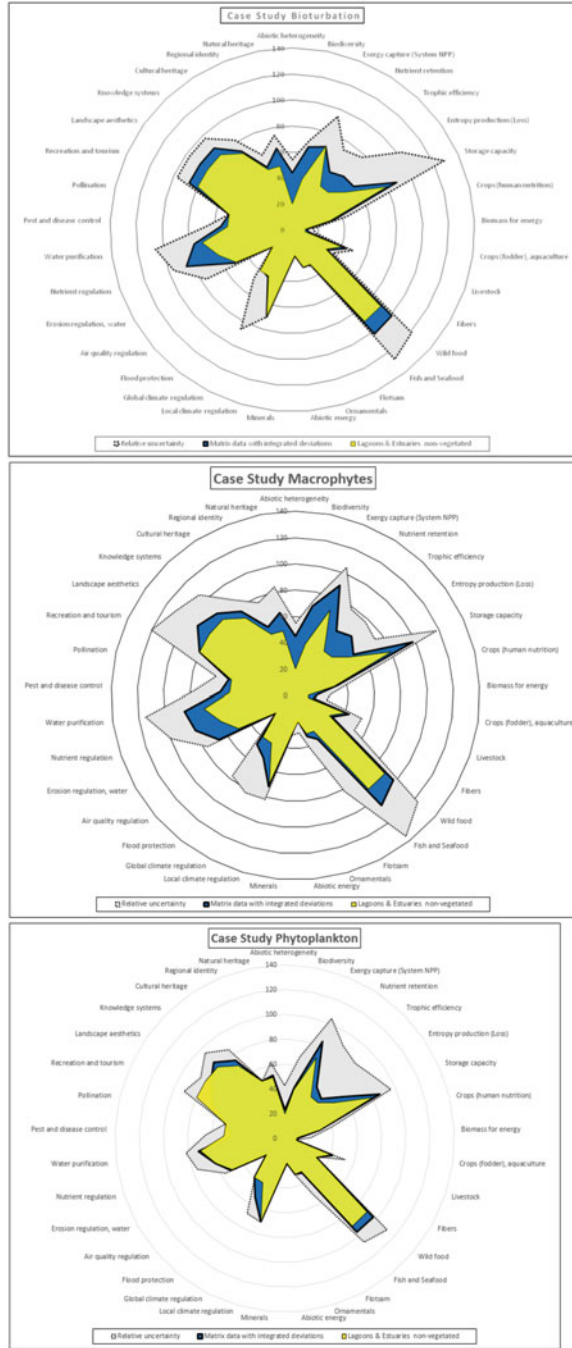 Case Study Bioturbation
Abiotic heterogeneity
Natural heritage
Biodiversity
Regional identity
Exergy capture (System NPP)
Cultural heritage
Nutrient retention
Knowledge systems
Trophic efficiency
Landscape aesthetics
Entropy production (Loss)
Recreation and tourism
Storage capacity
Pollination
Crops (human nutrition)
Pest and disease control
Biomass for energy
Water purification
Crops (fodder), aquaculture
Nutrient regulation
Livestock
Erosion regulation, water
Fibers
Air quality regulation
Wild food
Flood protection
Fish and Seafood
Global climate regulation
Flotsam
Local climate regulation
Ornamentals
Minerals
Abiotic energy
140
120
100
80
60
40
20
0
Relative uncertainty
Matrix data with integrated deviations
Lagoons & Estuaries non-vegetated
Case Study Macrophytes
Abiotic heterogeneity
Natural heritage
Biodiversity
Regional identity
Exergy capture (System NPP)
Cultural heritage
Nutrient retention
Knowledge systems
Trophic efficiency
Landscape aesthetics
Entropy production (Loss)
Recreation and tourism
Storage capacity
Pollination
Crops (human nutrition)
Pest and disease control
Biomass for energy
Water purification
Crops (fodder), aquaculture
Nutrient regulation
Livestock
Erosion regulation, water
Fibers
Air quality regulation
Wild food
Flood protection
Fish and Seafood
Global climate regulation
Flotsam
Local climate regulation
Ornamentals
Minerals
Abiotic energy
140
120
100
80
60
40
20
0
Relative uncertainty
Matrix data with integrated deviations
Lagoons & Estuaries non-vegetated
Case Study Phytoplankton
Abiotic heterogeneity
Natural heritage
Biodiversity
Regional identity
Exergy capture (System NPP)
Cultural heritage
Nutrient retention
Knowledge systems
Trophic efficiency
Landscape aesthetics
Entropy production (Loss)
Recreation and tourism
Storage capacity
Pollination
Crops (human nutrition)
Pest and disease control
Biomass for energy
Water purification
Crops (fodder), aquaculture
Nutrient regulation
Livestock
Erosion regulation, water
Fibers
Air quality regulation
Wild food
Flood protection
Fish and Seafood
Global climate regulation
Flotsam
Local climate regulation
Ornamentals
Minerals
Abiotic energy
140
120
100
80
60
40
20
0
Relative uncertainty
Matrix data with integrated deviations
Lagoons & Estuaries non-vegetated